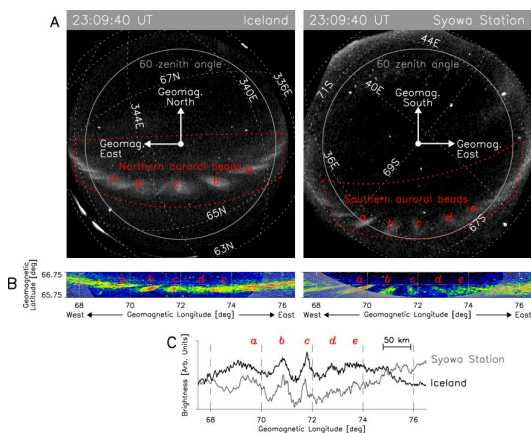 A
23:09:40 UT Iceland
60 zenith angle
67N
336E
340E
344E
Geomag.
North
Geomag.
East
Northern auroral beads
e d c b a
65N
63N
23:09:40 UT Syowa Station
44E
60 zenith angle
71S
40E
Geomag.
South
Geomag.
East
36E
69S
Southern auroral beads
a b c d e
67S
B
Geomagnetic
Latitude [deg]
66.75
65.75
a b c d e
a b c d e
70 72 74 76
West Geomagnetic Longitude [deg] East
70 72 74 76
West Geomagnetic Longitude [deg] East
C
a b c d e
50 km
Syowa Station
Iceland
Brightness [Arb. Units]
68 70 72 74 76
Geomagnetic Longitude [deg]